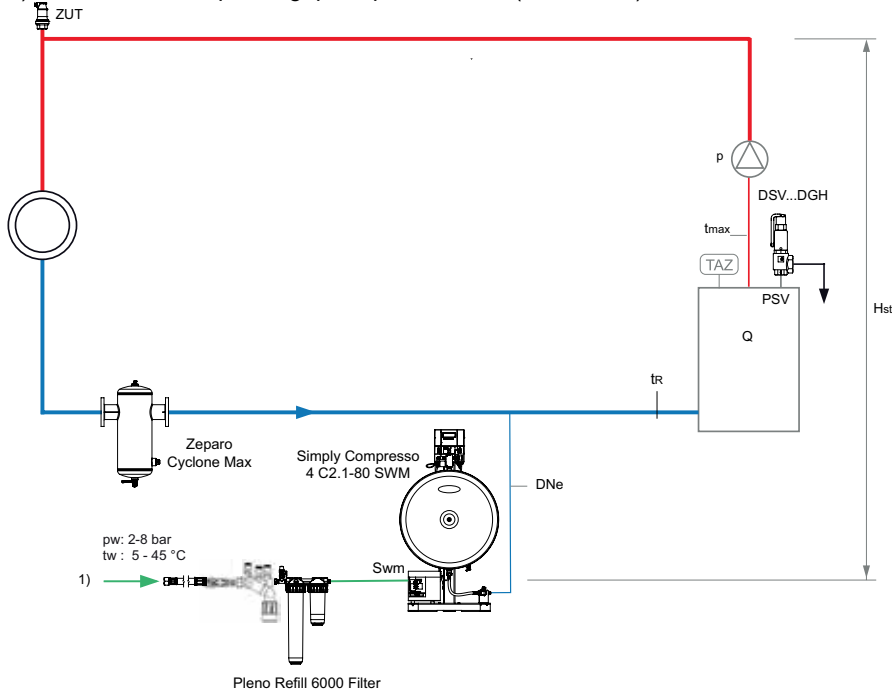 ZUT
p
DSV...DGH
tmax
TAZ
PSV
Hst
Q
tR
Zeparo
Cyclone Max
Simply Compresso
4 C2.1-80 SWM
DNe
pw: 2-8 bar
tw : 5 - 45 °C
Swm
1)
Pleno Refill 6000 Filter